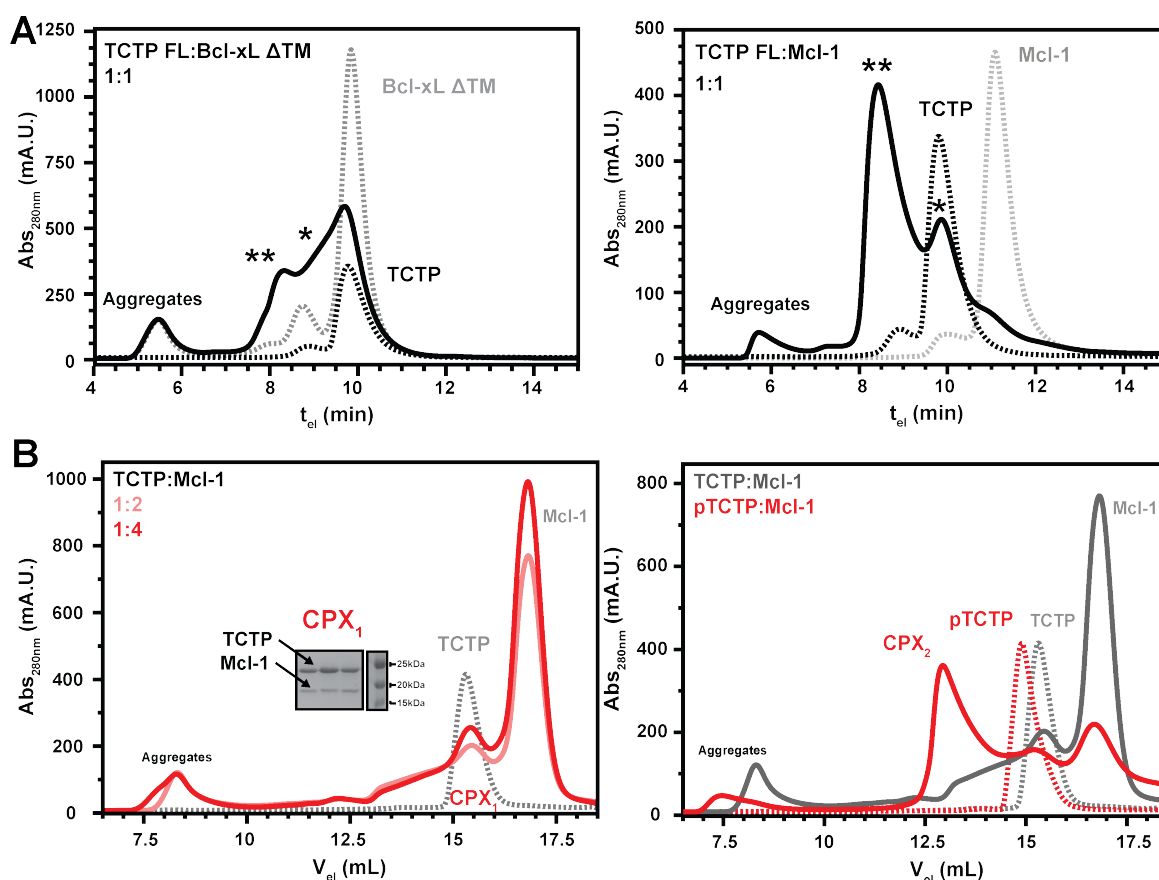 A
TCTP FL:Bcl-xL ΔTM
1:1
Bcl-xL ΔTM
**
*
TCTP
Aggregates
Abs280nm (mA.U.)
1250
1000
750
500
250
0
4 6 8 10 12 14
tel (min)
TCTP FL:Mcl-1
1:1
**
Mcl-1
TCTP
*
Aggregates
Abs280nm (mA.U.)
500
400
300
200
100
0
4 6 8 10 12 14
tel (min)
B
TCTP:Mcl-1
1:2
1:4
Mcl-1
CPX1
TCTP
Mcl-1
25kDa
20kDa
15kDa
TCTP
Aggregates
CPX1
Abs280nm (mA.U.)
1000
800
600
400
200
0
7.5 10 12.5 15 17.5
Vel (mL)
TCTP:Mcl-1
pTCTP:Mcl-1
Mcl-1
CPX2
pTCTP
TCTP
Aggregates
Abs280nm (mA.U.)
800
600
400
200
0
7.5 10 12.5 15 17.5
Vel (mL)